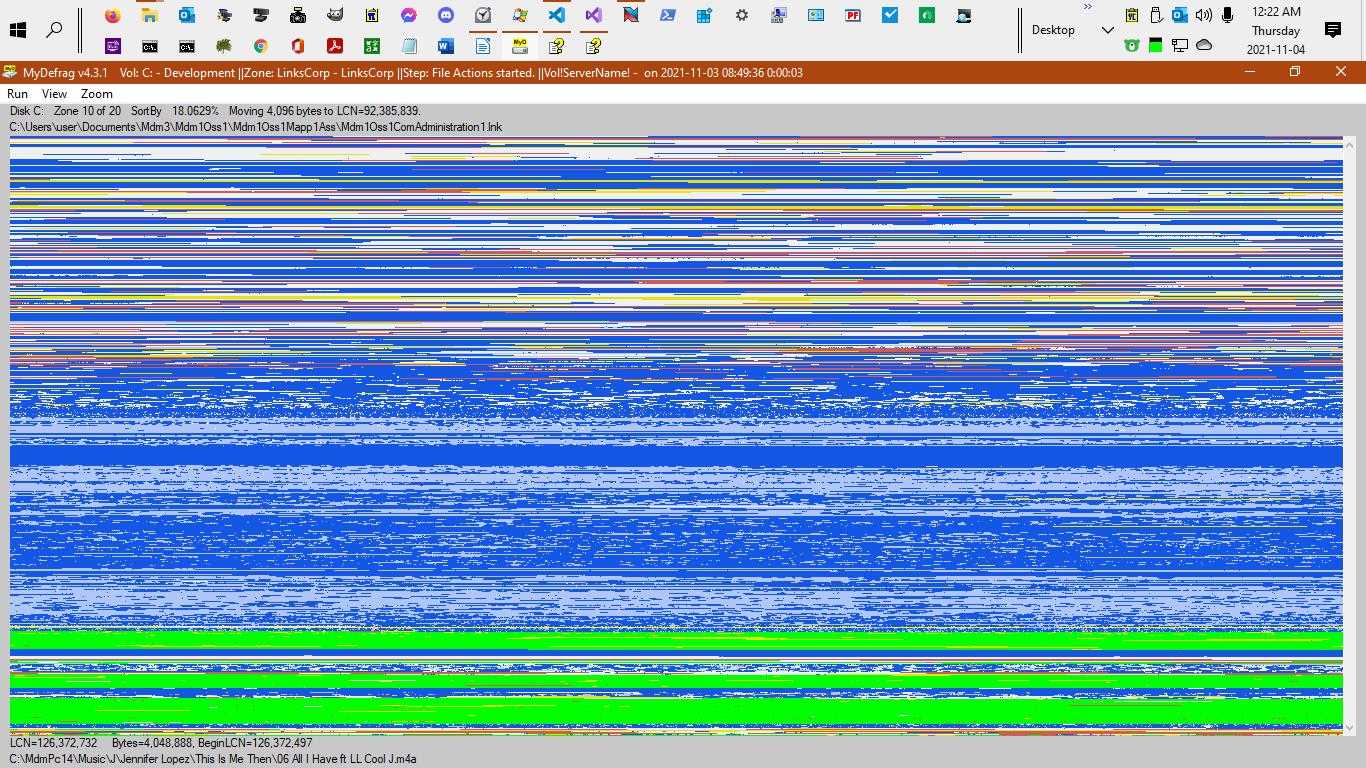 12:22 AM
Desktop
Thursday
2021-11-04
MyDefrag v4.3.1 Vol: C: - Development ||Zone: LinksCorp - LinksCorp ||Step: File Actions started. ||Vol!ServerName! - on 2021-11-03 08:49:36 0:00:03
Run View Zoom
Disk C: Zone 10 of 20 SortBy 18.0629% Moving 4,096 bytes to LCN=92,385,839.
C:\Users\user\Documents\Mdm3\Mdm1Oss1\Mdm1Oss1Mapp1Ass\Mdm1Oss1ComAdministration1.lnk
LCN=126,372,732 Bytes=4,048,888, BeginLCN=126,372,497
C:\MdmPc14\Music\J\Jennifer Lopez\This Is Me Then\06 All I Have ft LL Cool J.m4a